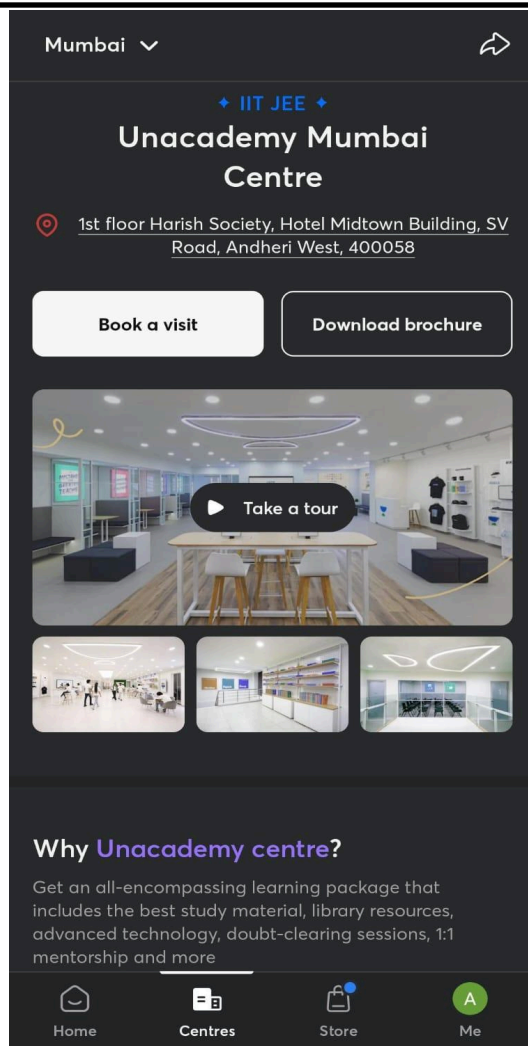 Mumbai
IIT JEE
Unacademy Mumbai
Centre
1st floor Harish Society, Hotel Midtown Building, SV
Road, Andheri West, 400058
Book a visit
Download brochure
Take a tour
Why Unacademy centre?
Get an all-encompassing learning package that
includes the best study material, library resources,
advanced technology, doubt-clearing sessions, 1:1
mentorship and more
Home
Centres
Store
A
Me